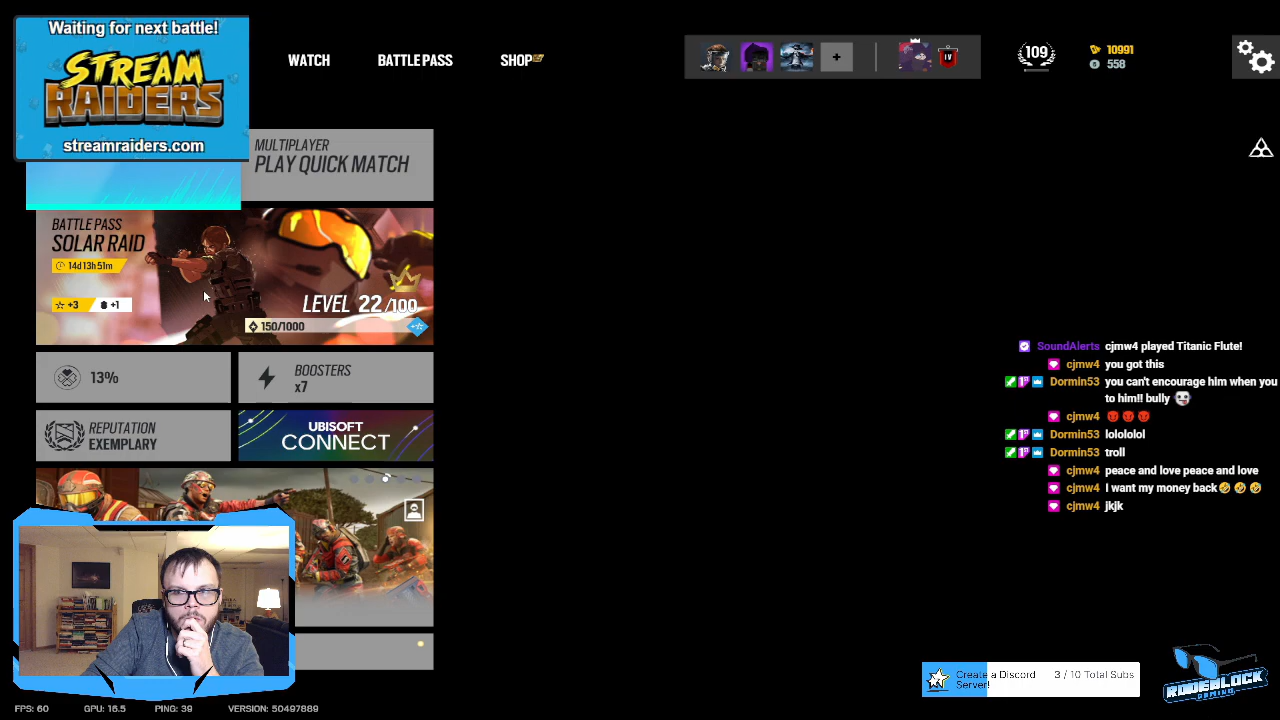 Waiting for next battle!
STREAM
RAIDERS
streamraiders.com
WATCH
BATTLE PASS
SHOP
+
IV
109
10991
558
MULTIPLAYER
PLAY QUICK MATCH
BATTLE PASS
SOLAR RAID
14d13h51m
+3
+1
LEVEL 22/100
150/1000
13%
BOOSTERS
x7
REPUTATION
EXEMPLARY
UBISOFT
CONNECT
SoundAlerts cjmw4 played Titanic Flute!
cjmw4 you got this
Dormin53 you can't encourage him when you
to him!! bully
cjmw4
Dormin53 lolololol
Dormin53 troll
cjmw4 peace and love peace and love
cjmw4 I want my money back
cjmw4 jkjk
Create a Discord
Server!
3 / 10 Total Subs
RODEBLOCK
GAMING
FPS: 60
GPU: 16.5
PING: 39
VERSION: 50497889